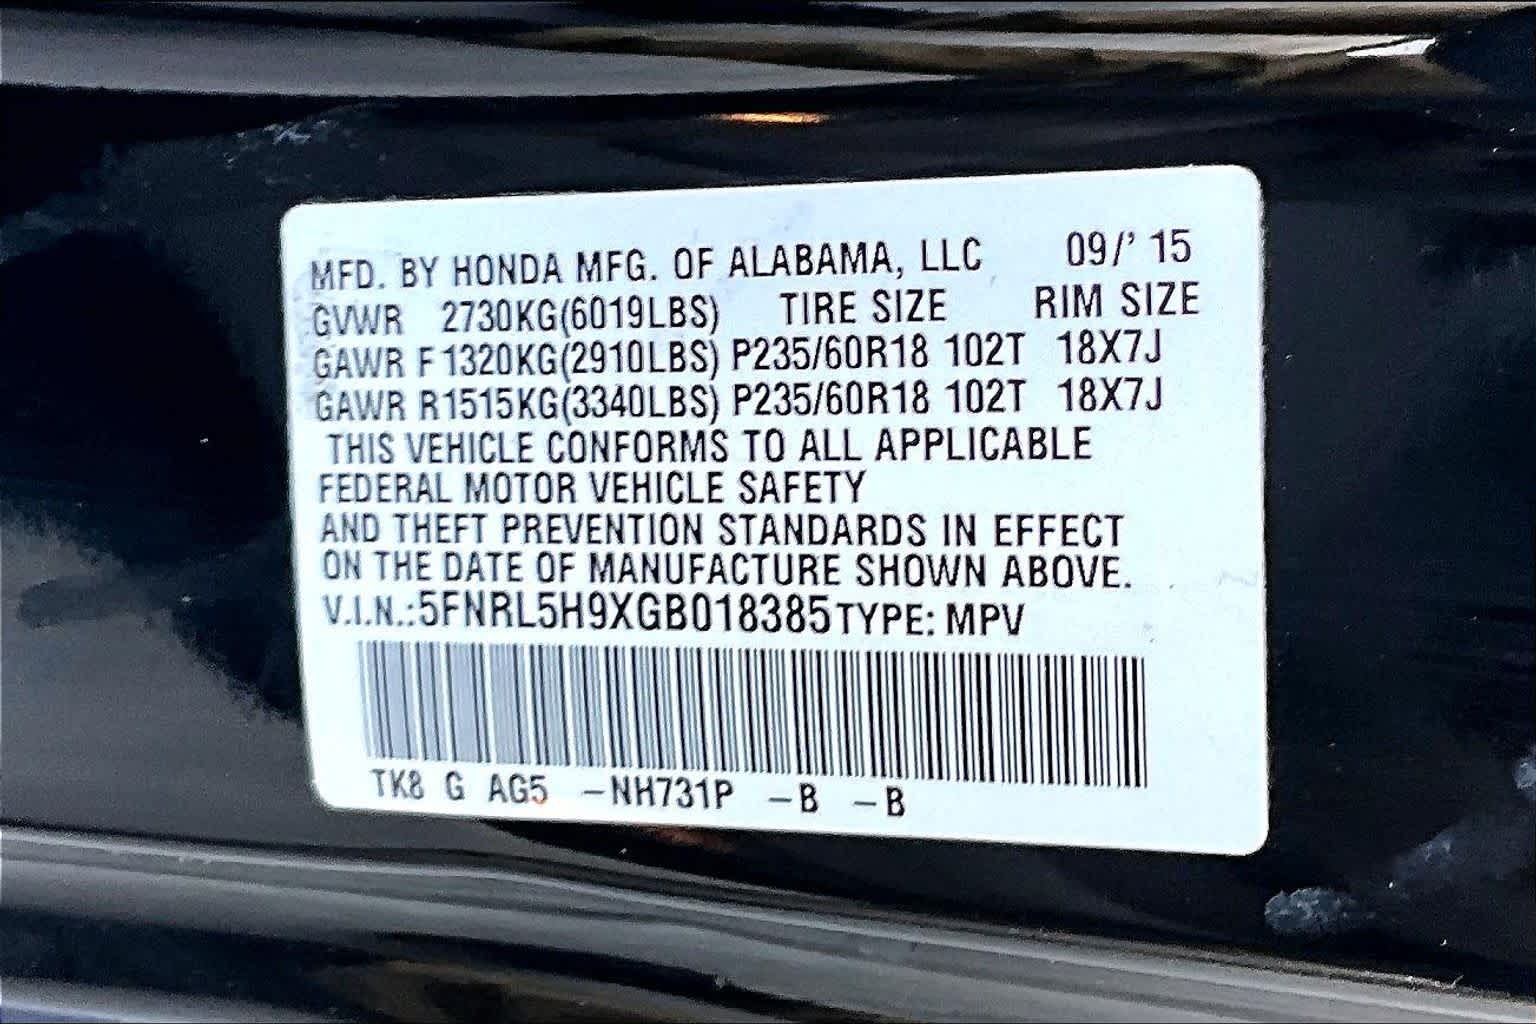 MFD. BY HONDA MFG. OF ALABAMA, LLC 09/' 15
GVWR 2730KG(6019LBS) TIRE SIZE RIM SIZE
GAWR F 1320KG(2910LBS) P235/60R18 102T 18X7J
GAWR R1515KG(3340LBS) P235/60R18 102T 18X7J
THIS VEHICLE CONFORMS TO ALL APPLICABLE
FEDERAL MOTOR VEHICLE SAFETY
AND THEFT PREVENTION STANDARDS IN EFFECT
ON THE DATE OF MANUFACTURE SHOWN ABOVE.
V.I.N.:5FNRL5H9XGB018385 TYPE: MPV
TK8 G AG5 -NH731P -B -B